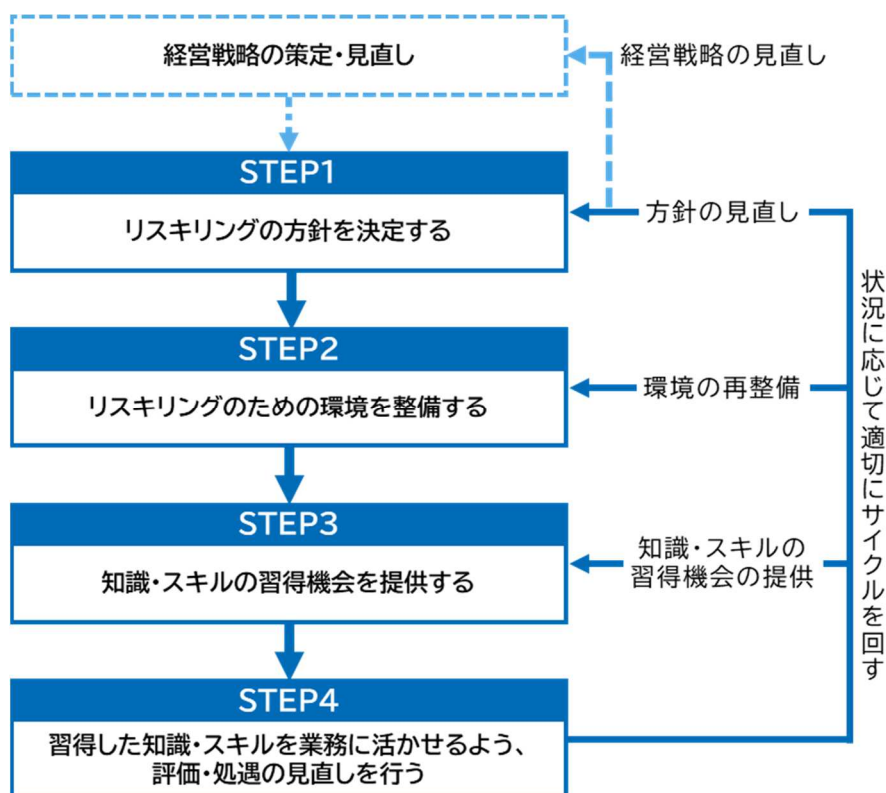 経営戦略の策定・見直し
経営戦略の見直し
STEP1
リスキリングの方針を決定する
方針の見直し
STEP2
リスキリングのための環境を整備する
環境の再整備
STEP3
知識・スキルの習得機会を提供する
知識・スキルの
習得機会の提供
STEP4
習得した知識・スキルを業務に活かせるよう、
評価・処遇の見直しを行う
状況に応じて適切にサイクルを回す